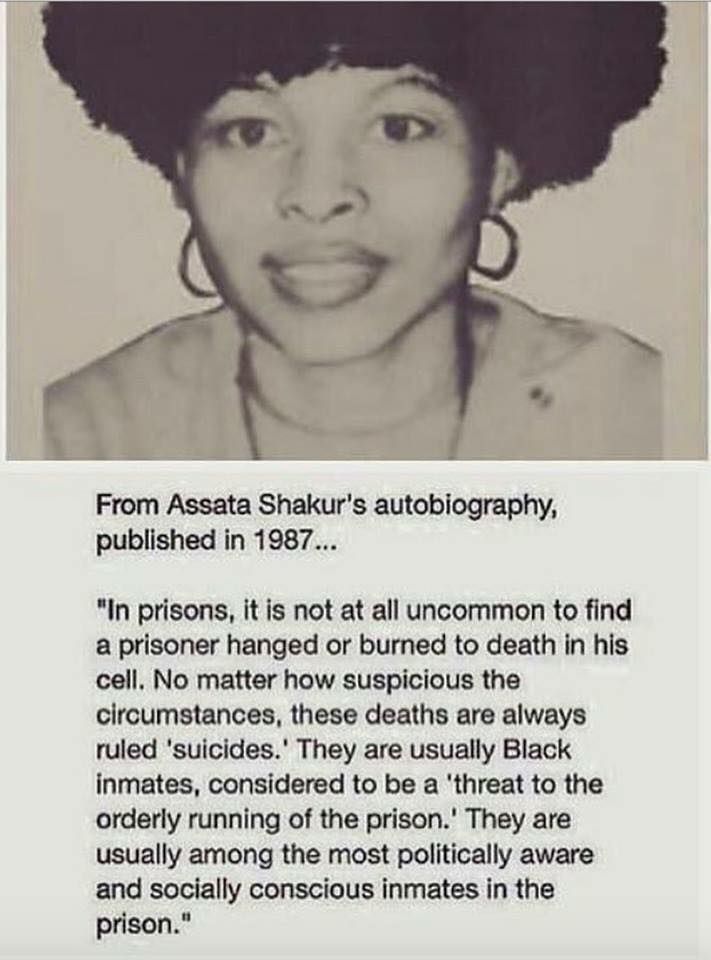 From Assata Shakur's autobiography,
published in 1987...
"In prisons, it is not at all uncommon to find
a prisoner hanged or burned to death in his
cell. No matter how suspicious the
circumstances, these deaths are always
ruled 'suicides.' They are usually Black
inmates, considered to be a 'threat to the
orderly running of the prison.' They are
usually among the most politically aware
and socially conscious inmates in the
prison."